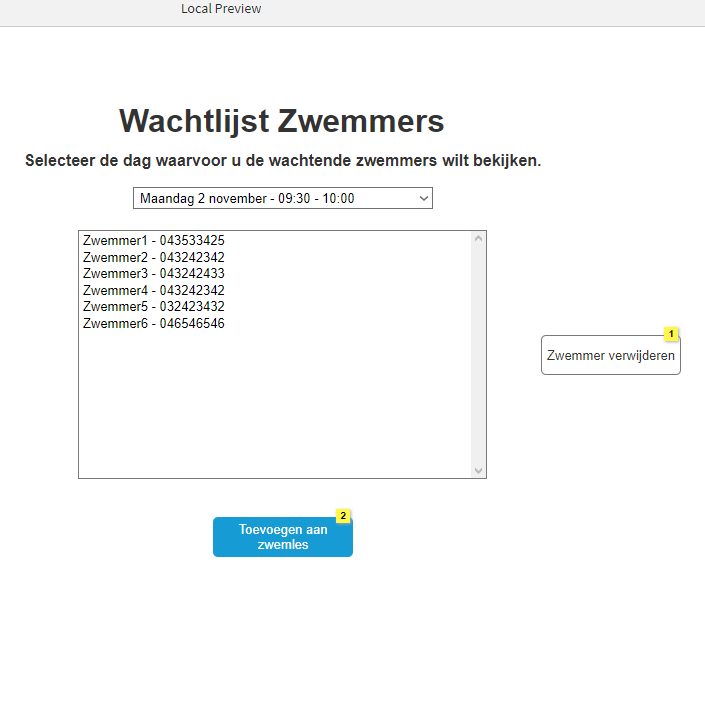 Local Preview
Wachtlijst Zwemmers
Selecteer de dag waarvoor u de wachtende zwemmers wilt bekijken.
Maandag 2 november - 09:30 - 10:00
Zwemmer1 - 043533425
Zwemmer2 - 043242342
Zwemmer3 - 043242433
Zwemmer4 - 043242342
Zwemmer5 - 032423432
Zwemmer6 - 046546546
1
Zwemmer verwijderen
2
Toevoegen aan
zwemles